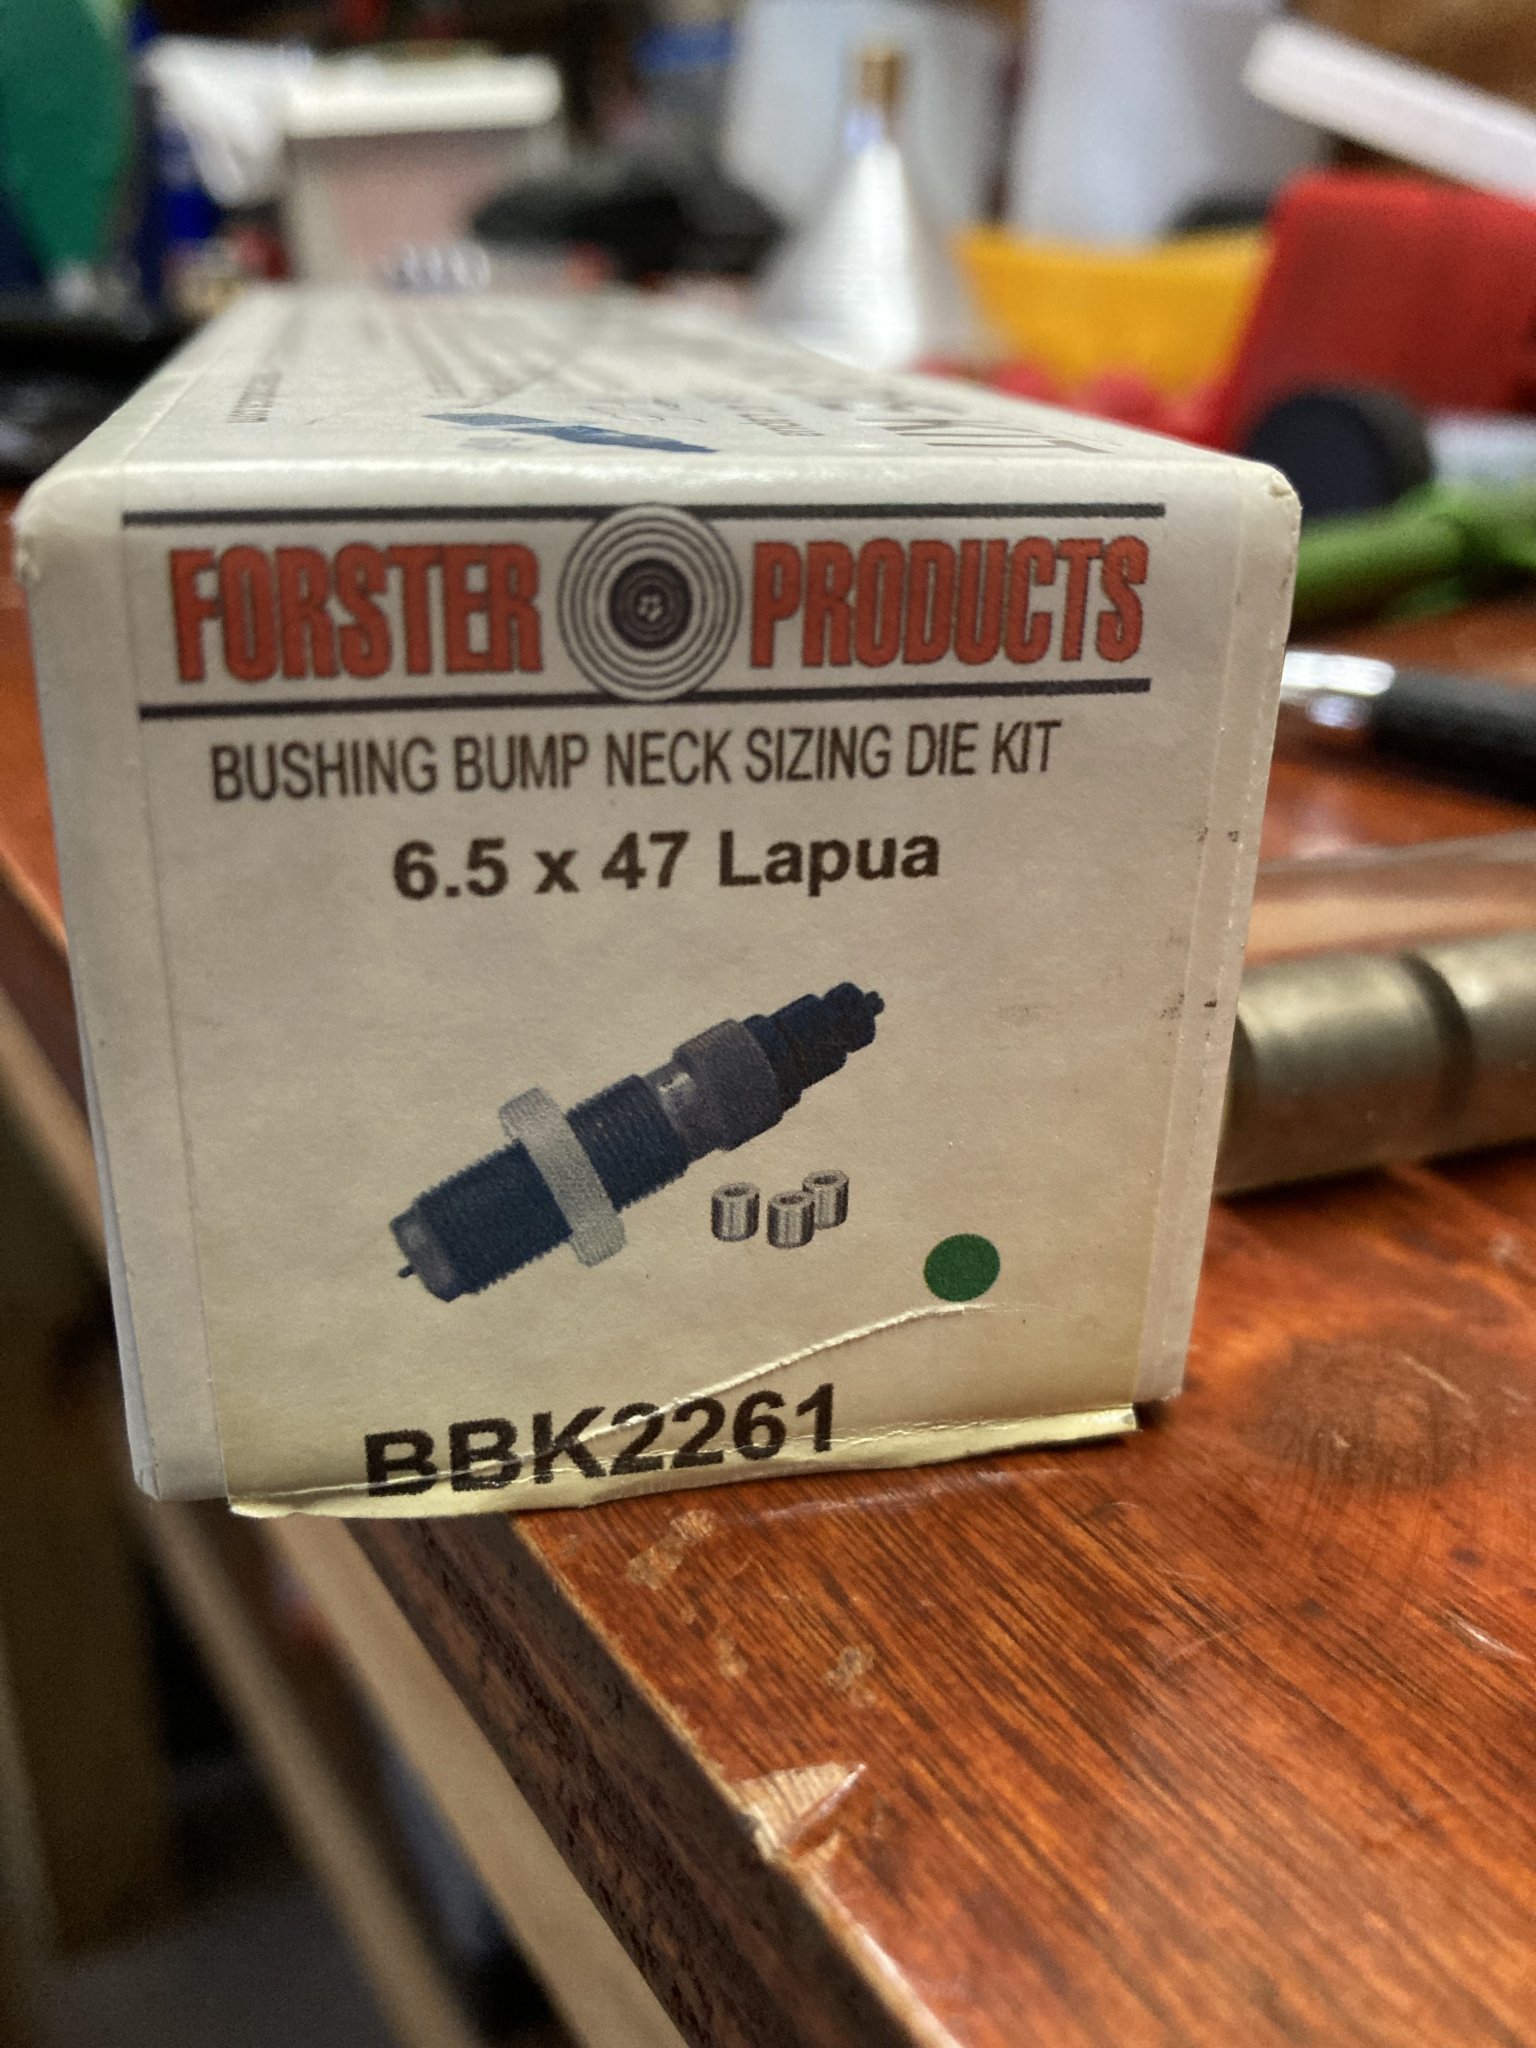 FORSTER PRODUCTS
BUSHING BUMP NECK SIZING DIE KIT
6.5 x 47 Lapua
BBK2261